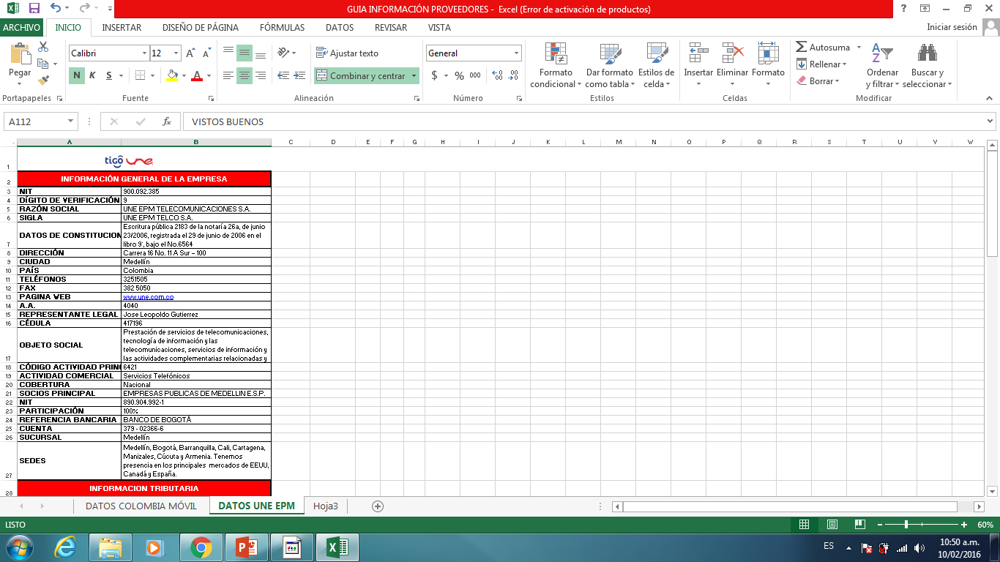 GUIA INFORMACIÓN PROVEEDORES - Excel (Error de activación de productos)
ARCHIVO INICIO INSERTAR DISEÑO DE PÁGINA FÓRMULAS DATOS REVISAR VISTA Iniciar sesión
Pegar
Calibri 12
N K S
Ajustar texto
Combinar y centrar
General
$ % 000
Formato condicional
Dar formato como tabla
Estilos de celda
Insertar Eliminar Formato
Autosuma
Rellenar
Borrar
Ordenar y filtrar
Buscar y seleccionar
Portapapeles Fuente Alineación Número Estilos Celdas Modificar
A112 fx VISTOS BUENOS
A B C D E F G H I J K L M N O P Q R S T U V W
1 tigo une
2 INFORMACIÓN GENERAL DE LA EMPRESA
3 NIT 900.092.385
4 DÍGITO DE VERIFICACIÓN 9
5 RAZÓN SOCIAL UNE EPM TELECOMUNICACIONES S.A.
6 SIGLA UNE EPM TELCO S.A.
7 DATOS DE CONSTITUCION Escritura pública 2183 de la notaría 26a, de junio
23/2006, registrada el 29 de junio de 2006 en el
libro 9°, bajo el No.6564
8 DIRECCIÓN Carrera 16 No. 11 A Sur – 100
9 CIUDAD Medellín
10 PAÍS Colombia
11 TELÉFONOS 3251505
12 FAX 382 5050
13 PAGINA WEB www.une.com.co
14 A.A. 4040
15 REPRESENTANTE LEGAL Jose Leopoldo Gutierrez
16 CÉDULA 417196
17 OBJETO SOCIAL Prestación de servicios de telecomunicaciones,
tecnología de información y las
telecomunicaciones, servicios de información y
las actividades complementarias relacionadas y
18 CÓDIGO ACTIVIDAD PRINC 6421
19 ACTIVIDAD COMERCIAL Servicios Telefónicos
20 COBERTURA Nacional
21 SOCIOS PRINCIPAL EMPRESAS PUBLICAS DE MEDELLIN E.S.P.
22 NIT 890.904.992-1
23 PARTICIPACIÓN 100%
24 REFERENCIA BANCARIA BANCO DE BOGOTÁ
25 CUENTA 379 - 02366-6
26 SUCURSAL Medellín
27 SEDES Medellín, Bogotá, Barranquilla, Cali, Cartagena,
Manizales, Cúcuta y Armenia. Tenemos
presencia en los principales mercados de EEUU,
Canadá y España.
28 INFORMACION TRIBUTARIA
DATOS COLOMBIA MÓVIL DATOS UNE EPM Hoja3
LISTO 60%
ES 10:50 a.m.
10/02/2016